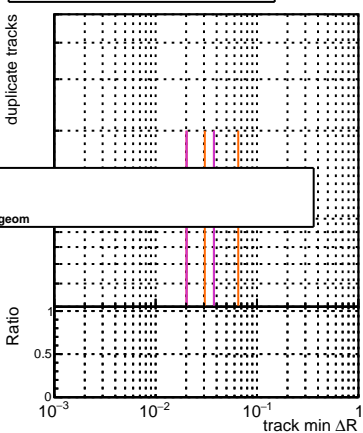 duplicate tracks
geom
Ratio
1
0.5
0
10⁻³ 10⁻² 10⁻¹ 1
track min ΔR